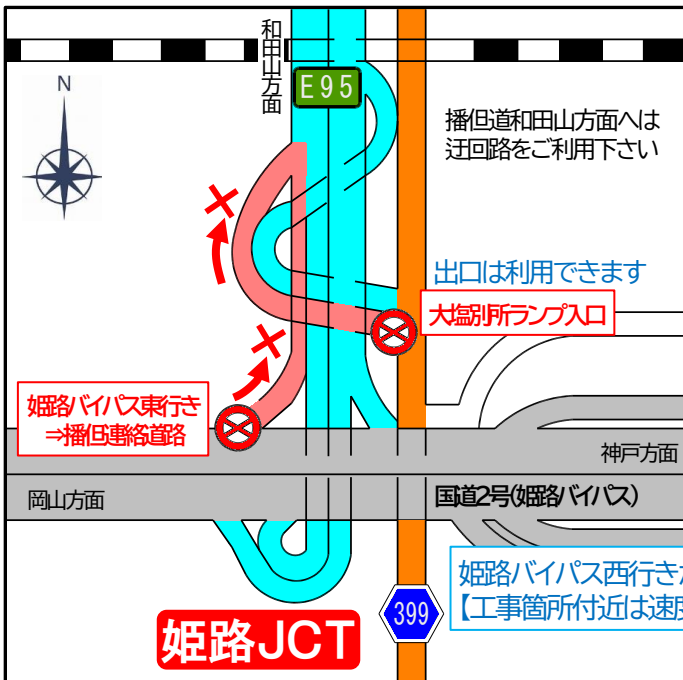 和田山方面
E95
N
播但道和田山方面へは
迂回路をご利用下さい
出口は利用できます
大塩別所ランプ入口
姫路バイパス東行き
⇒播但連絡道路
神戸方面
岡山方面
国道2号(姫路バイパス)
姫路バイパス西行き
【工事箇所付近は速度
399
姫路JCT